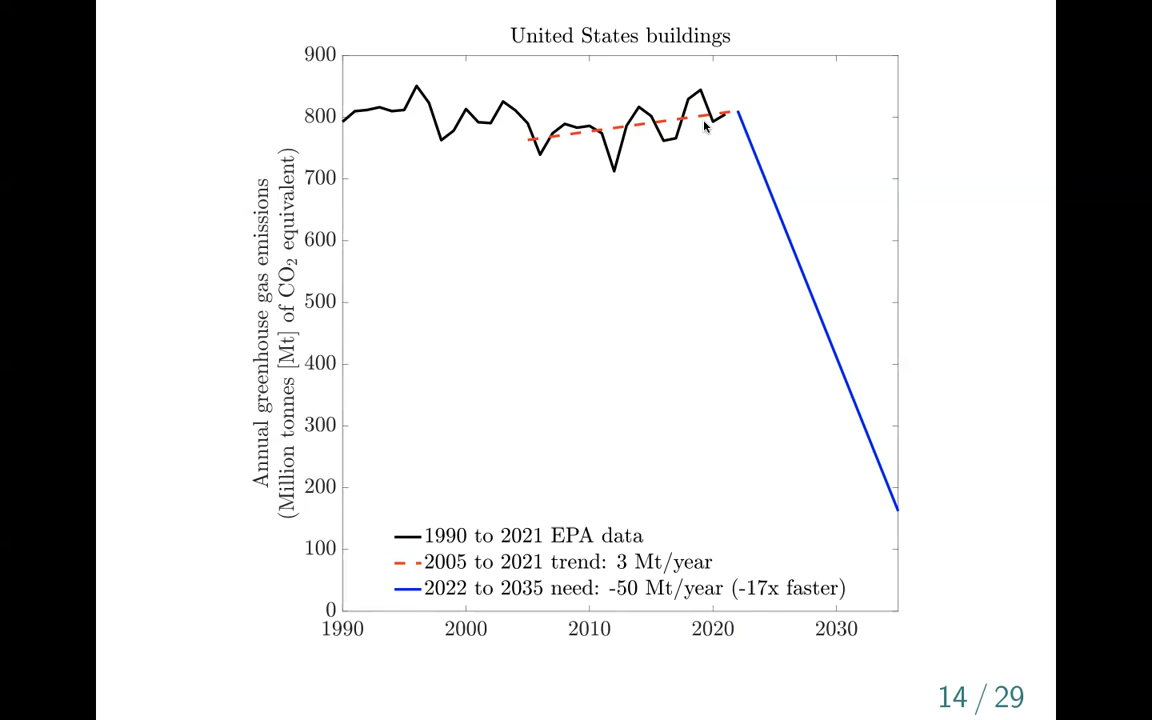 United States buildings
900
800
700
600
500
400
300
200
100
0
Annual greenhouse gas emissions
(Million tonnes [Mt] of CO₂ equivalent)
1990 to 2021 EPA data
2005 to 2021 trend: 3 Mt/year
2022 to 2035 need: -50 Mt/year (-17x faster)
1990 2000 2010 2020 2030
14 / 29